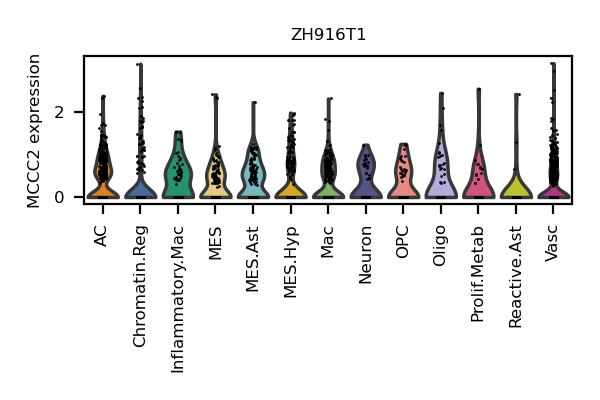 ZH916T1
MCCC2 expression
2
0
AC
Chromatin.Reg
Inflammatory.Mac
MES
MES.Ast
MES.Hyp
Mac
Neuron
OPC
Oligo
Prolif.Metab
Reactive.Ast
Vasc